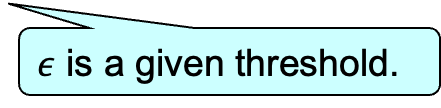 ϵ is a given threshold.